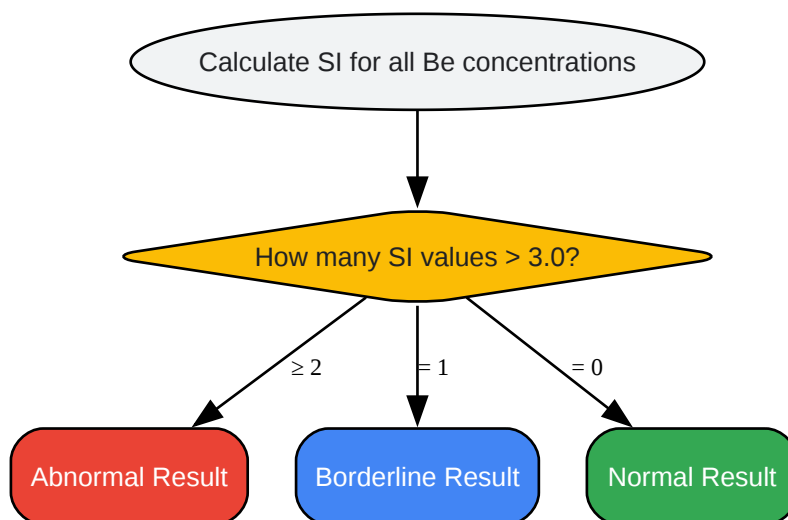 Calculate SI for all Be concentrations
How many SI values > 3.0?
≥ 2
= 1
= 0
Abnormal Result
Borderline Result
Normal Result